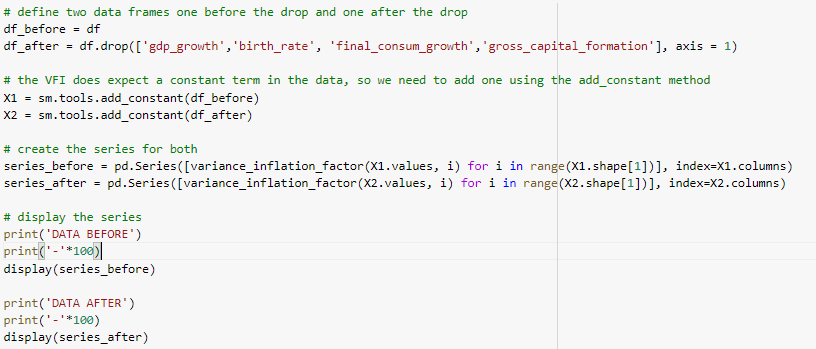 # define two data frames one before the drop and one after the drop
df_before = df
df_after = df.drop(['gdp_growth','birth_rate', 'final_consum_growth','gross_capital_formation'], axis = 1)
# the VFI does expect a constant term in the data, so we need to add one using the add_constant method
X1 = sm.tools.add_constant(df_before)
X2 = sm.tools.add_constant(df_after)
# create the series for both
series_before = pd.Series([variance_inflation_factor(X1.values, i) for i in range(X1.shape[1])], index=X1.columns)
series_after = pd.Series([variance_inflation_factor(X2.values, i) for i in range(X2.shape[1])], index=X2.columns)
# display the series
print('DATA BEFORE')
print('-'*100)
display(series_before)
print('DATA AFTER')
print('-'*100)
display(series_after)